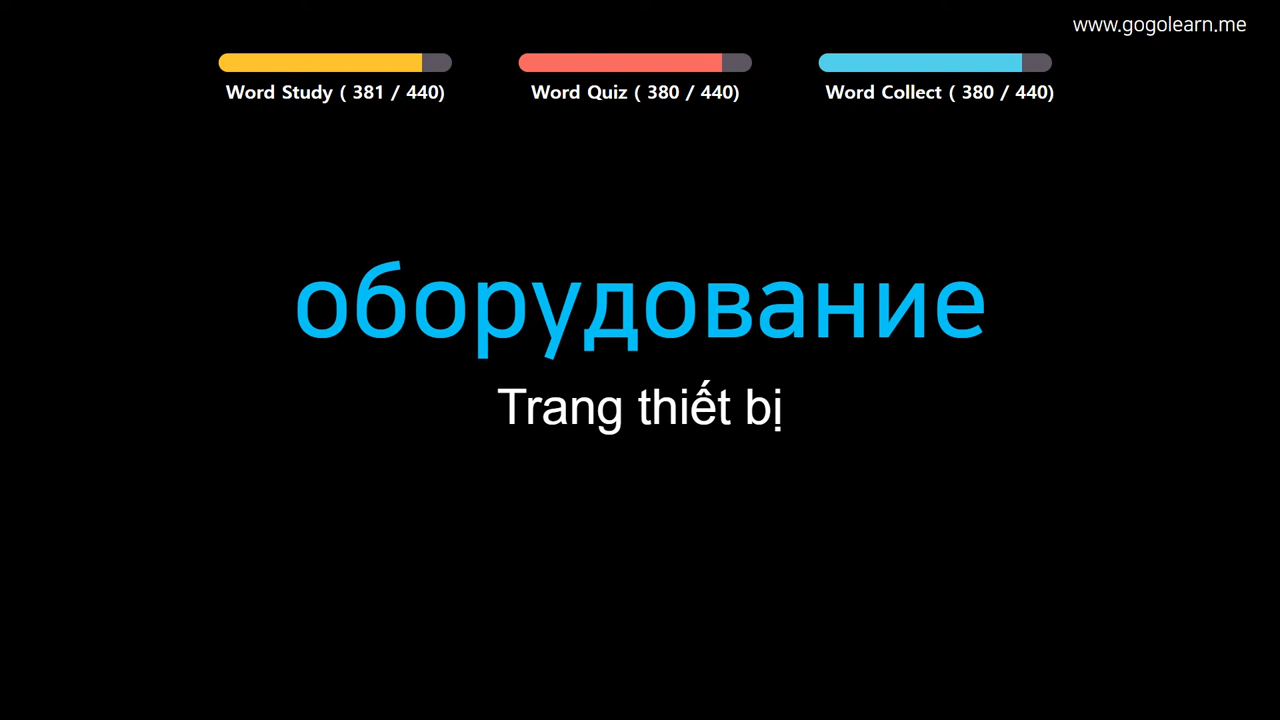 www.gogolearn.me
Word Study ( 381 / 440)
Word Quiz ( 380 / 440)
Word Collect ( 380 / 440)
оборудование
Trang thiết bị